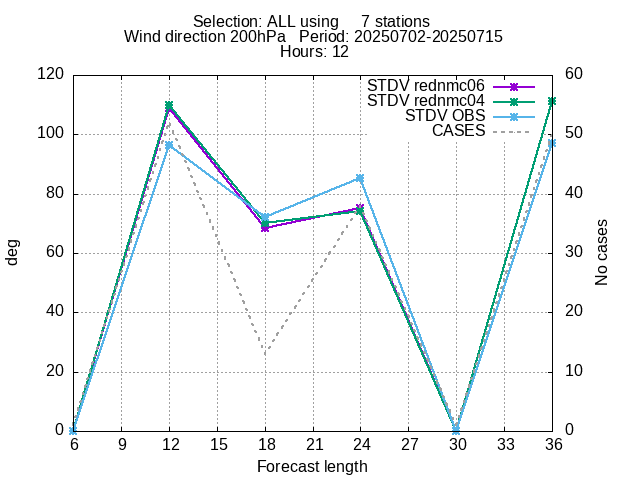 Selection: ALL using     7 stations
Wind direction 200hPa   Period: 20250702-20250715
Hours: 12
120
100
80
60
40
20
0
60
50
40
30
20
10
0
STDV rednmc06
STDV rednmc04
STDV OBS
CASES
deg
No cases
6 9 12 15 18 21 24 27 30 33 36
Forecast length